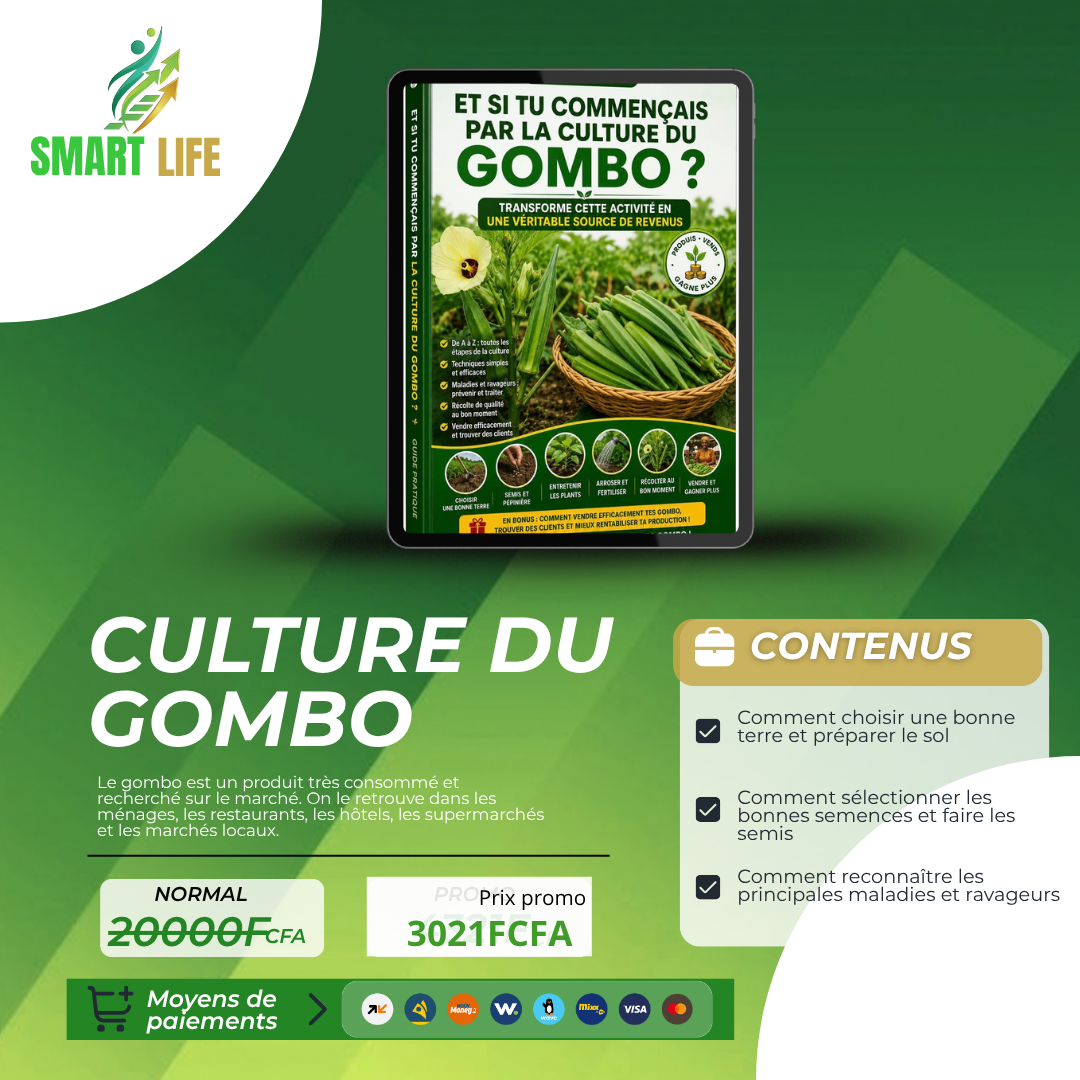 SMART LIFE
ET SI TU COMMENÇAIS PAR LA CULTURE DU GOMBO ? GUIDE PRATIQUE
ET SI TU COMMENÇAIS
PAR LA CULTURE DU
GOMBO ?
TRANSFORME CETTE ACTIVITÉ EN
UNE VÉRITABLE SOURCE DE REVENUS
PRODUIS • VENDS
GAGNE PLUS
De A à Z : toutes les
étapes de la culture
Techniques simples
et efficaces
Maladies et ravageurs :
prévenir et traiter
Récolte de qualité
au bon moment
Vendre efficacement
et trouver des clients
CHOISIR
UNE BONNE TERRE
SEMIS ET
PÉPINIÈRE
ENTRETENIR
LES PLANTS
ARROSER ET
FERTILISER
RÉCOLTER AU
BON MOMENT
VENDRE ET
GAGNER PLUS
EN BONUS : COMMENT VENDRE EFFICACEMENT TES GOMBO,
TROUVER DES CLIENTS ET MIEUX RENTABILISER TA PRODUCTION !
CULTURE DU
GOMBO
Le gombo est un produit très consommé et
recherché sur le marché. On le retrouve dans les
ménages, les restaurants, les hôtels, les supermarchés
et les marchés locaux.
NORMAL
20000FCFA
PROMO
Prix promo
3021FCFA
Moyens de
paiements
Money
W
wave
mixx
VISA
CONTENUS
Comment choisir une bonne
terre et préparer le sol
Comment sélectionner les
bonnes semences et faire les
semis
Comment reconnaître les
principales maladies et ravageurs